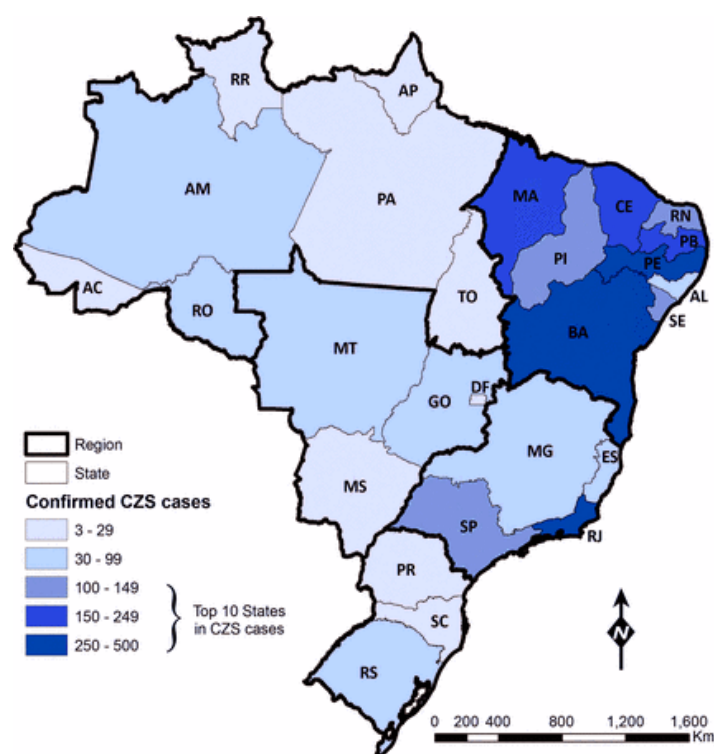 RR
AP
AM
PA
MA
CE
RN
PB
PI
PE
AC
TO
AL
RO
SE
BA
MT
DF
GO
MG
ES
MS
SP
RJ
PR
SC
RS
Region
State
Confirmed CZS cases
3 - 29
30 - 99
100 - 149
150 - 249
250 - 500
Top 10 States
in CZS cases
N
0 200 400 800 1,200 1,600
Km